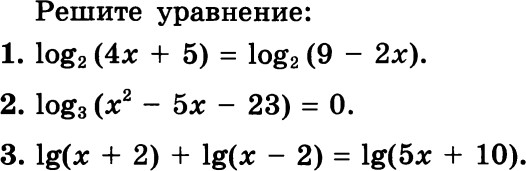 Решите уравнение:
1. log₂ (4x + 5) = log₂ (9 − 2x).
2. log₃ (x² − 5x − 23) = 0.
3. lg(x + 2) + lg(x − 2) = lg(5x + 10).